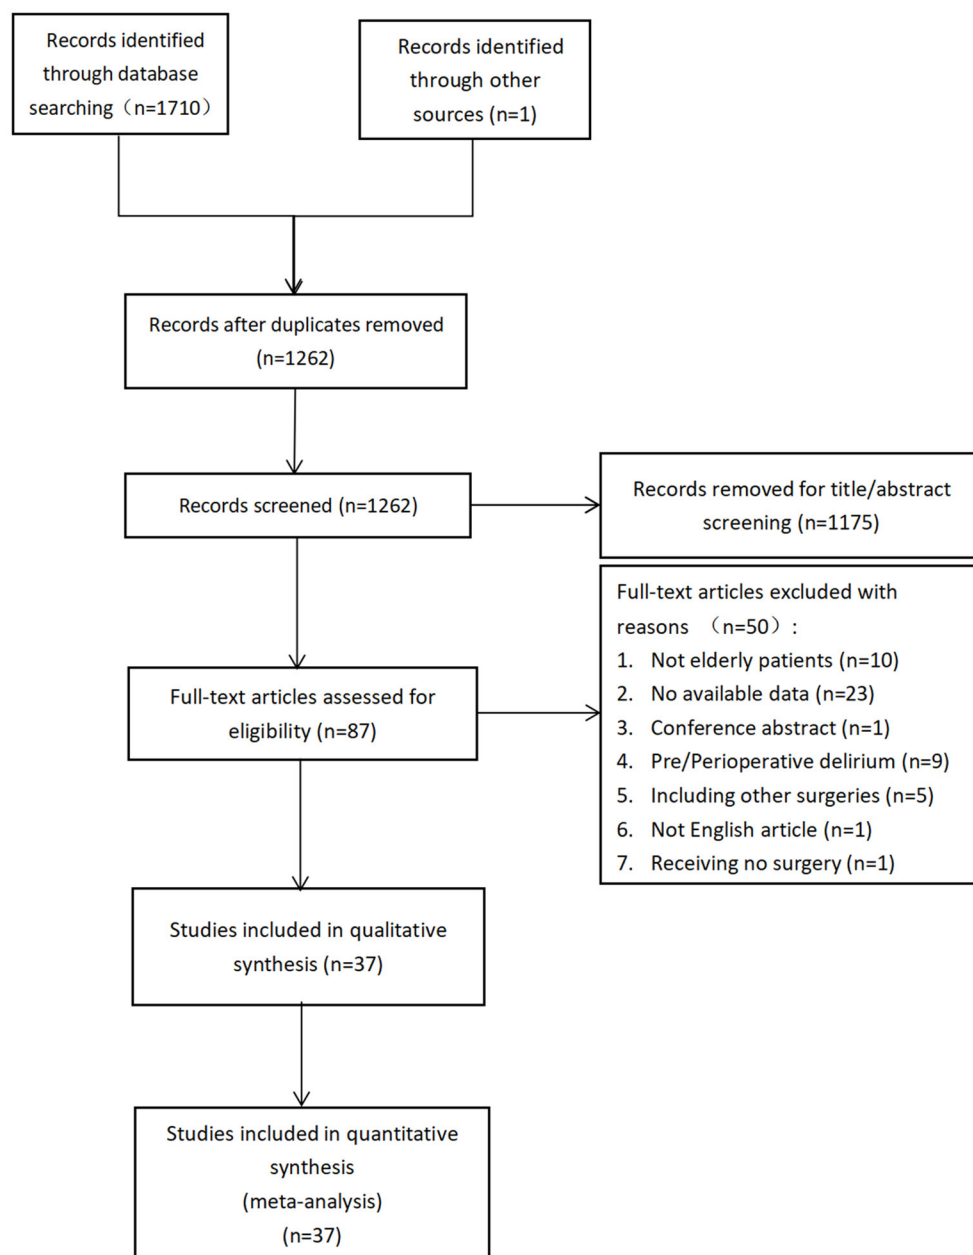 Records identified
through database
searching（n=1710）
Records identified
through other
sources (n=1)
Records after duplicates removed
(n=1262)
Records screened (n=1262)
Records removed for title/abstract
screening (n=1175)
Full-text articles assessed for
eligibility (n=87)
Full-text articles excluded with
reasons （n=50）:
1. Not elderly patients (n=10)
2. No available data (n=23)
3. Conference abstract (n=1)
4. Pre/Perioperative delirium (n=9)
5. Including other surgeries (n=5)
6. Not English article (n=1)
7. Receiving no surgery (n=1)
Studies included in qualitative
synthesis (n=37)
Studies included in quantitative
synthesis
(meta-analysis)
(n=37)